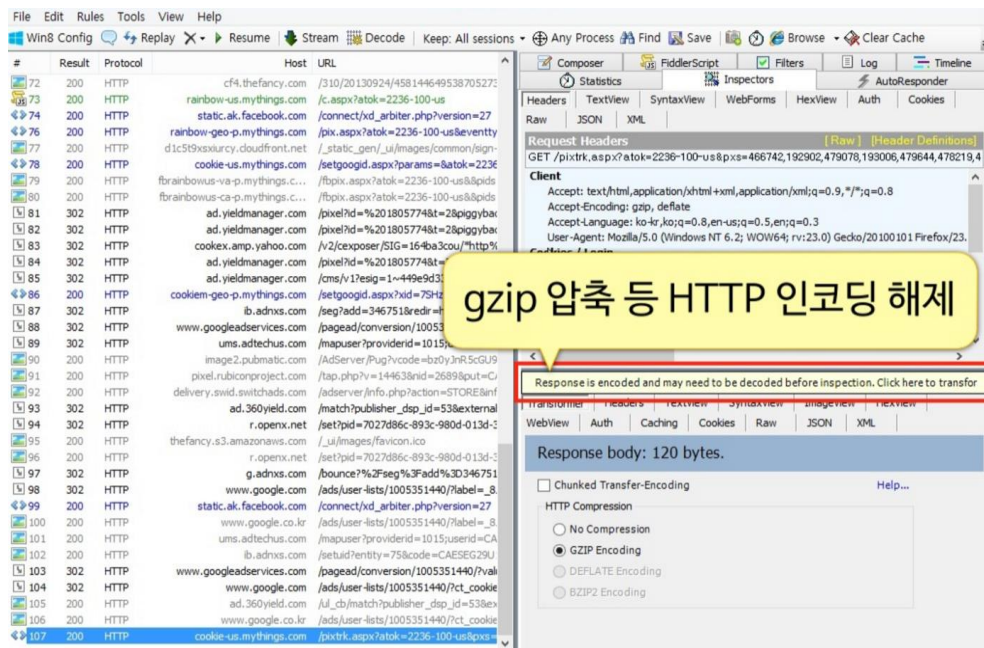 File Edit Rules Tools View Help
Win8 Config Replay Resume Stream Decode Keep: All sessions Any Process Find Save Browse Clear Cache
# Result Protocol Host URL
72 200 HTTP cf4.thefancy.com /310/20130924/458144649538705273
73 200 HTTP rainbow-us.mythings.com /c.aspx?atok=2236-100-us
74 200 HTTP static.ak.facebook.com /connect/xd_arbiter.php?version=27
76 200 HTTP rainbow-geo-p.mythings.com /pix.aspx?atok=2236-100-us&eventty
77 200 HTTP d1c5t9xsxiurcy.cloudfront.net /_static_gen/_ui/images/common/sign-
78 200 HTTP cookie-us.mythings.com /setgoogid.aspx?params=&atok=2236
79 200 HTTP fbrainbowus-va-p.mythings.c... /fbpix.aspx?atok=2236-100-us&&pids
80 200 HTTP fbrainbowus-ca-p.mythings.c... /fbpix.aspx?atok=2236-100-us&&pids
81 302 HTTP ad.yieldmanager.com /pixel?id=%201805774&t=2&piggybac
82 302 HTTP ad.yieldmanager.com /pixel?id=%201805774&t=2&piggybac
83 302 HTTP cookex.amp.yahoo.com /v2/cexposer/SIG=164ba3cou/*http%
84 302 HTTP ad.yieldmanager.com /pixel?id=%201805774&t=
85 302 HTTP ad.yieldmanager.com /cms/v1?esig=1~449e9d3
86 200 HTTP cookiem-geo-p.mythings.com /setgoogid.aspx?xid=7SHz
87 302 HTTP ib.adnxs.com /seg?add=346751&redir=h
88 302 HTTP www.googleadservices.com /pagead/conversion/10053
89 302 HTTP ums.adtechus.com /mapuser?providerid=1015;
90 200 HTTP image2.pubmatic.com /AdServer/Pug?vcode=bz0yJnR5cGU9
91 200 HTTP pixel.rubiconproject.com /tap.php?v=14463&nid=2689&put=CA
92 200 HTTP delivery.swid.switchads.com /adserver/info.php?action=STORE&inf
93 302 HTTP ad.360yield.com /match?publisher_dsp_id=53&external
94 302 HTTP r.openx.net /set?pid=7027d86c-893c-980d-013d-3
95 200 HTTP thefancy.s3.amazonaws.com /_ui/images/favicon.ico
96 200 HTTP r.openx.net /set?pid=7027d86c-893c-980d-013d-3
97 302 HTTP g.adnxs.com /bounce?%2Fseg%3Fadd%3D346751
98 302 HTTP www.google.com /ads/user-lists/1005351440/?label=_8.
99 200 HTTP static.ak.facebook.com /connect/xd_arbiter.php?version=27
100 200 HTTP www.google.co.kr /ads/user-lists/1005351440/?label=_8.
101 200 HTTP ums.adtechus.com /mapuser?providerid=1015;userid=CA
102 200 HTTP ib.adnxs.com /setuid?entity=75&code=CAESEG29U
103 302 HTTP www.googleadservices.com /pagead/conversion/1005351440/?valu
104 302 HTTP www.google.com /ads/user-lists/1005351440/?ct_cookie
105 200 HTTP ad.360yield.com /ul_cb/match?publisher_dsp_id=53&ex
106 200 HTTP www.google.co.kr /ads/user-lists/1005351440/?ct_cookie
107 200 HTTP cookie-us.mythings.com /pixtrk.aspx?atok=2236-100-us&pxs=
Composer FiddlerScript Filters Log Timeline
Statistics Inspectors AutoResponder
Headers TextView SyntaxView WebForms HexView Auth Cookies
Raw JSON XML
Request Headers [ Raw ] [Header Definitions]
GET /pixtrk.aspx?atok=2236-100-us&pxs=466742,192902,479078,193006,479644,478219,4
Client
Accept: text/html,application/xhtml+xml,application/xml;q=0.9,*/*;q=0.8
Accept-Encoding: gzip, deflate
Accept-Language: ko-kr,ko;q=0.8,en-us;q=0.5,en;q=0.3
User-Agent: Mozilla/5.0 (Windows NT 6.2; WOW64; rv:23.0) Gecko/20100101 Firefox/23.
Cookies / Login
gzip 압축 등 HTTP 인코딩 해제
Response is encoded and may need to be decoded before inspection. Click here to transfor
Transformer Headers TextView SyntaxView ImageView HexView
WebView Auth Caching Cookies Raw JSON XML
Response body: 120 bytes.
Chunked Transfer-Encoding Help...
HTTP Compression
No Compression
GZIP Encoding
DEFLATE Encoding
BZIP2 Encoding